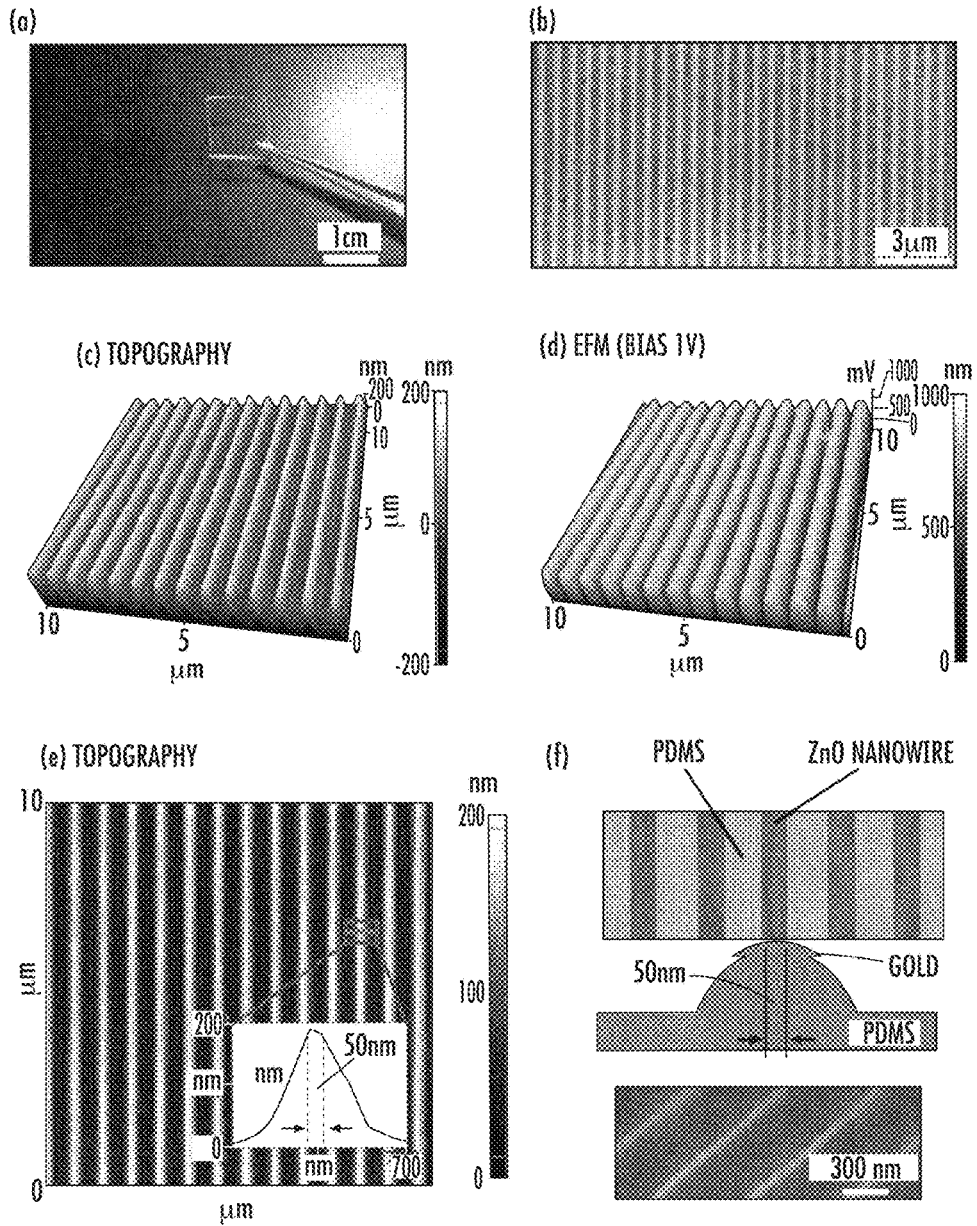 (a)
(b)
1cm
3µm
(c) TOPOGRAPHY
(d) EFM (BIAS 1V)
nm
200
0
10
5
µm
nm
200
0
-200
10
5
0
µm
mV
1000
500
0
10
5
µm
nm
1000
500
0
10
5
0
µm
(e) TOPOGRAPHY
(f)
10
µm
0
µm
nm
200
100
0
200
nm
0
nm
50nm
nm
700
PDMS
ZnO NANOWIRE
50nm
GOLD
PDMS
300 nm